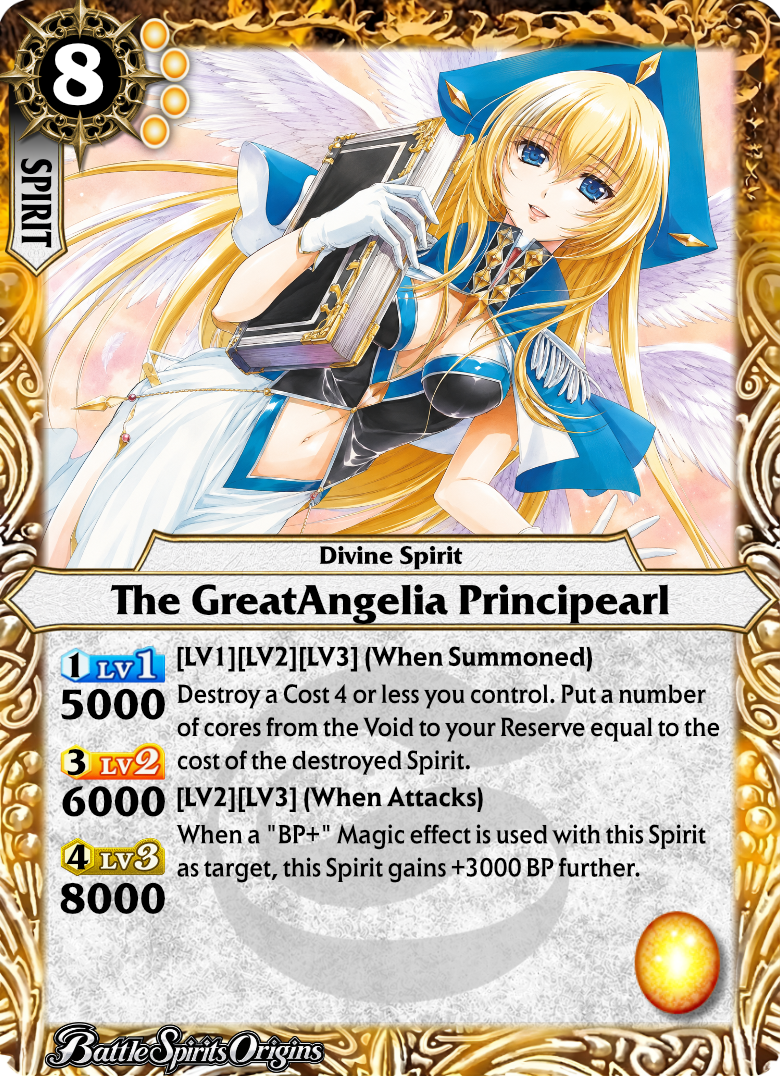 8
SPIRIT
Divine Spirit
The GreatAngelia Principearl
1 LV1
5000
3 LV2
6000
4 LV3
8000
[LV1][LV2][LV3] (When Summoned)
Destroy a Cost 4 or less you control. Put a number
of cores from the Void to your Reserve equal to the
cost of the destroyed Spirit.
[LV2][LV3] (When Attacks)
When a "BP+" Magic effect is used with this Spirit
as target, this Spirit gains +3000 BP further.
Battle Spirits Origins